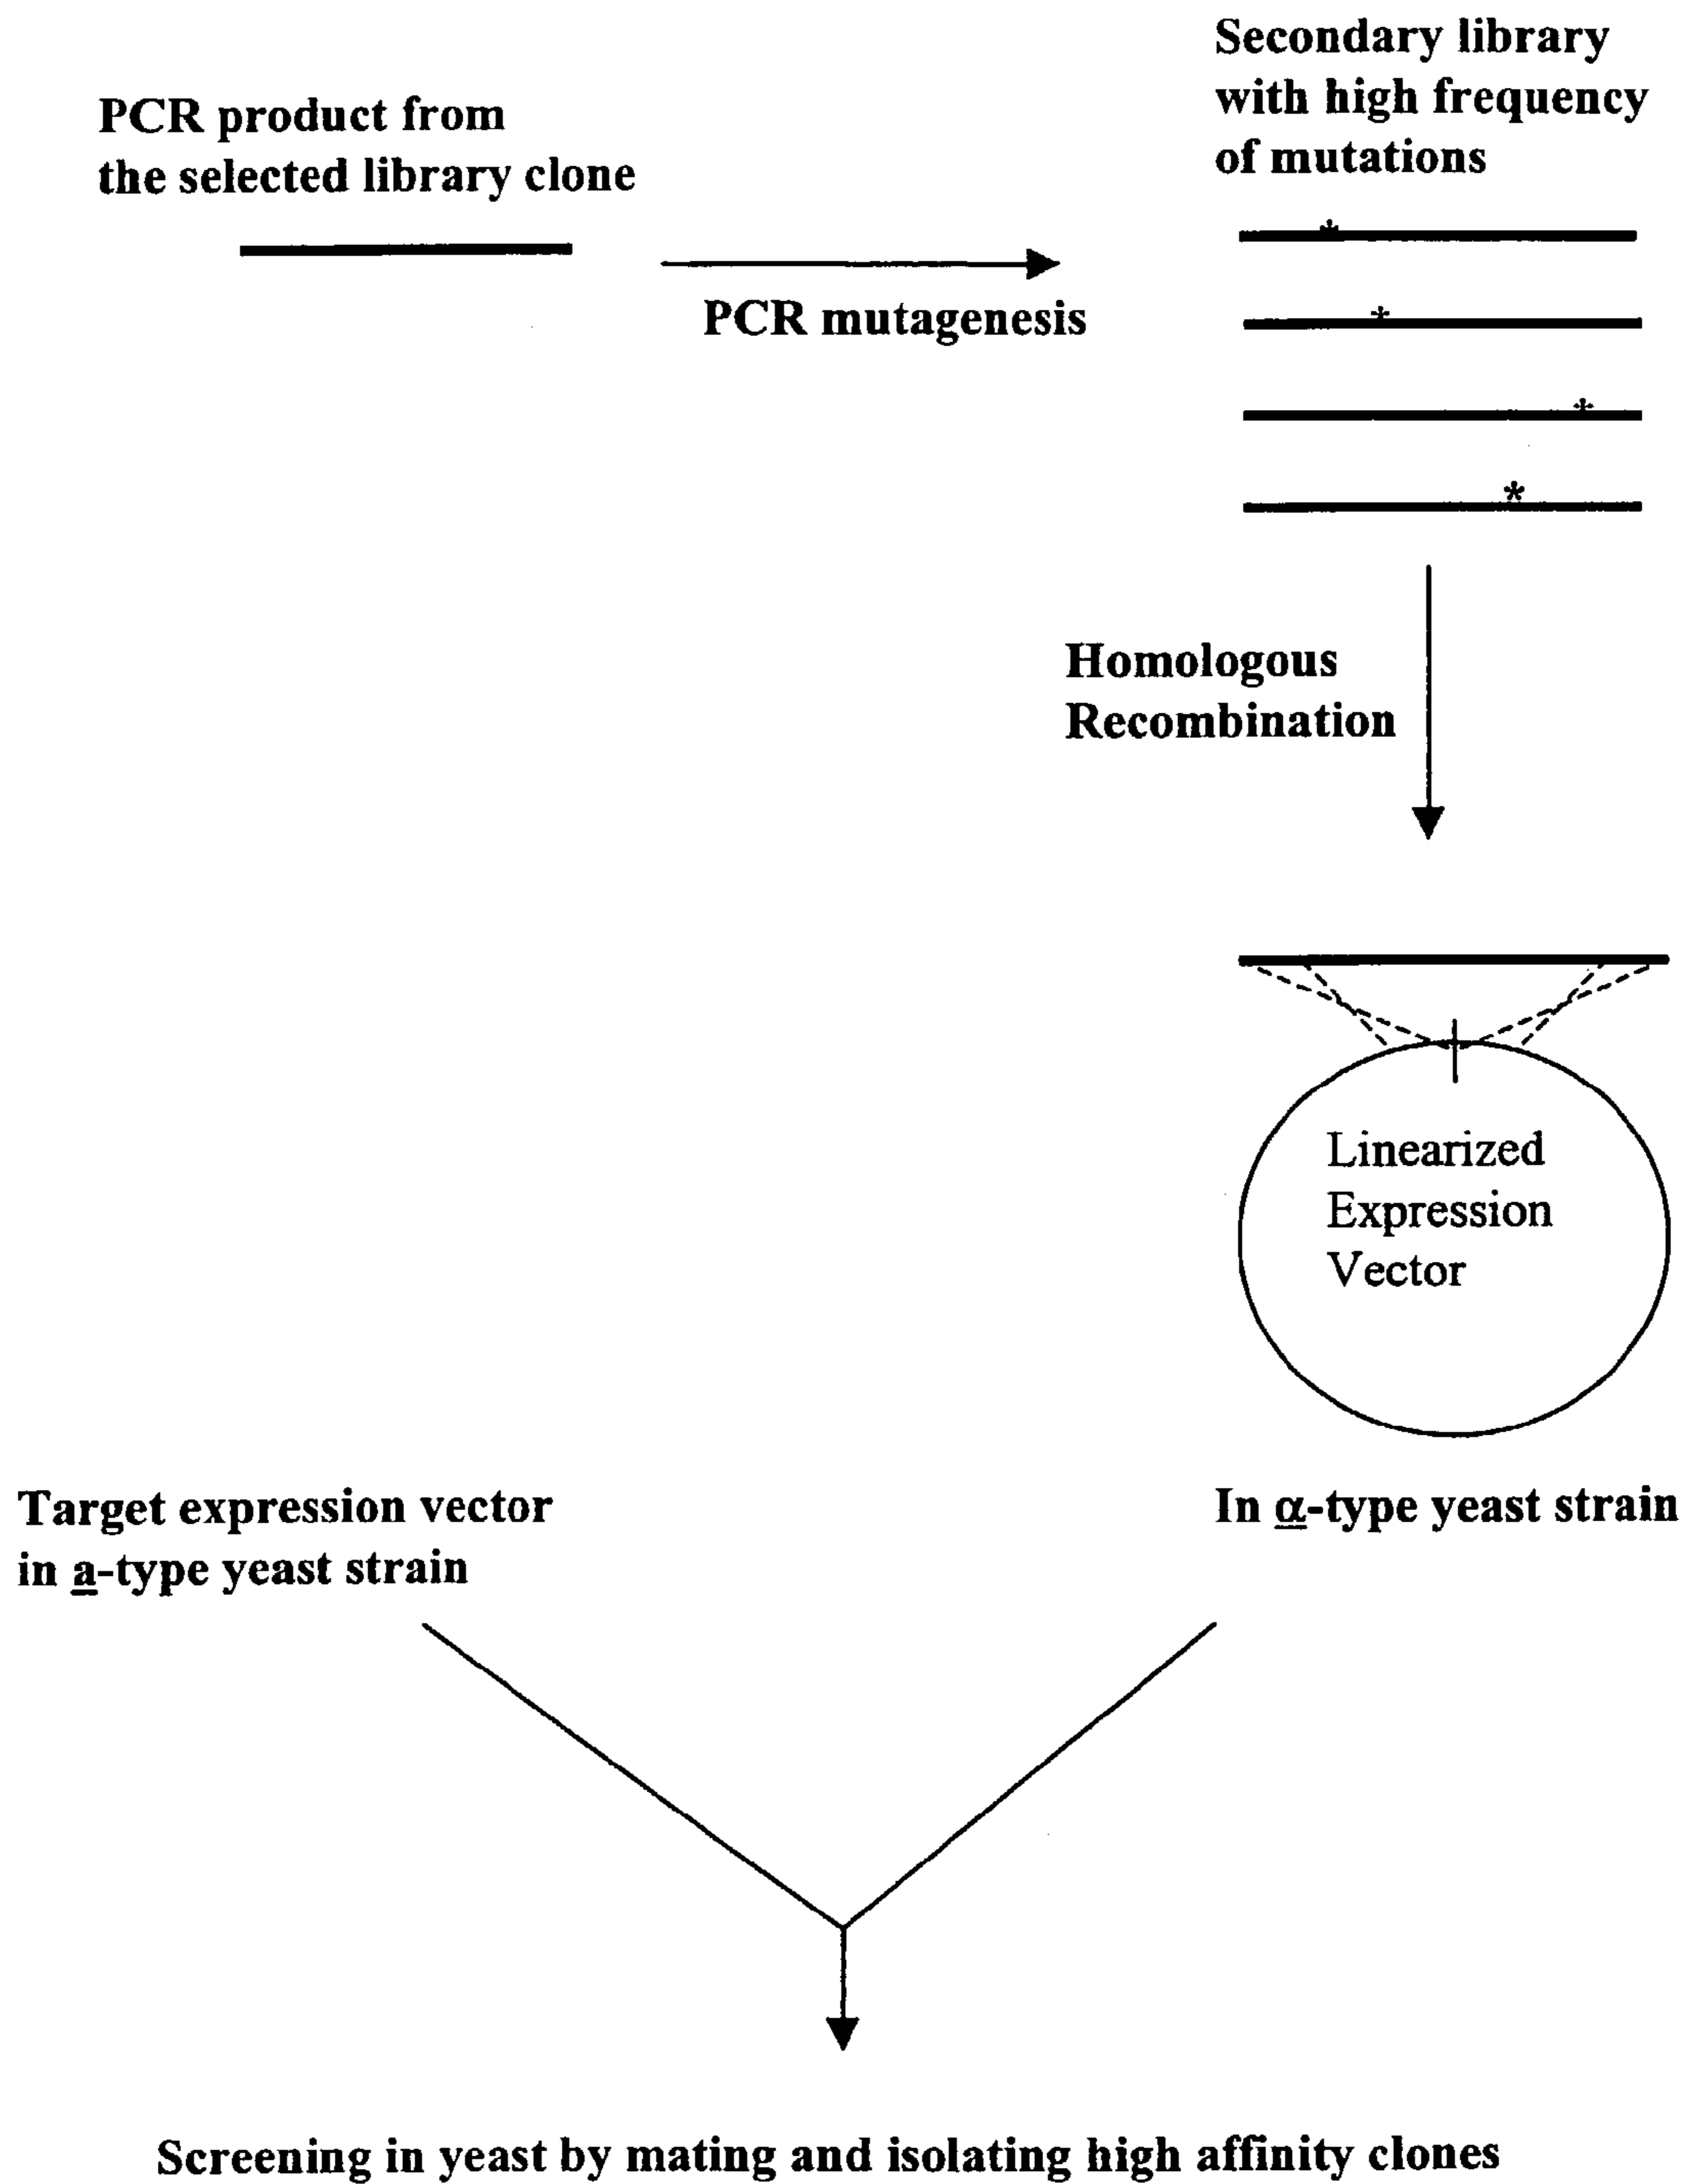 PCR product from
the selected library clone
PCR mutagenesis
Secondary library
with high frequency
of mutations
*
*
*
*
Homologous
Recombination
Linearized
Expression
Vector
Target expression vector
in a-type yeast strain
In α-type yeast strain
Screening in yeast by mating and isolating high affinity clones